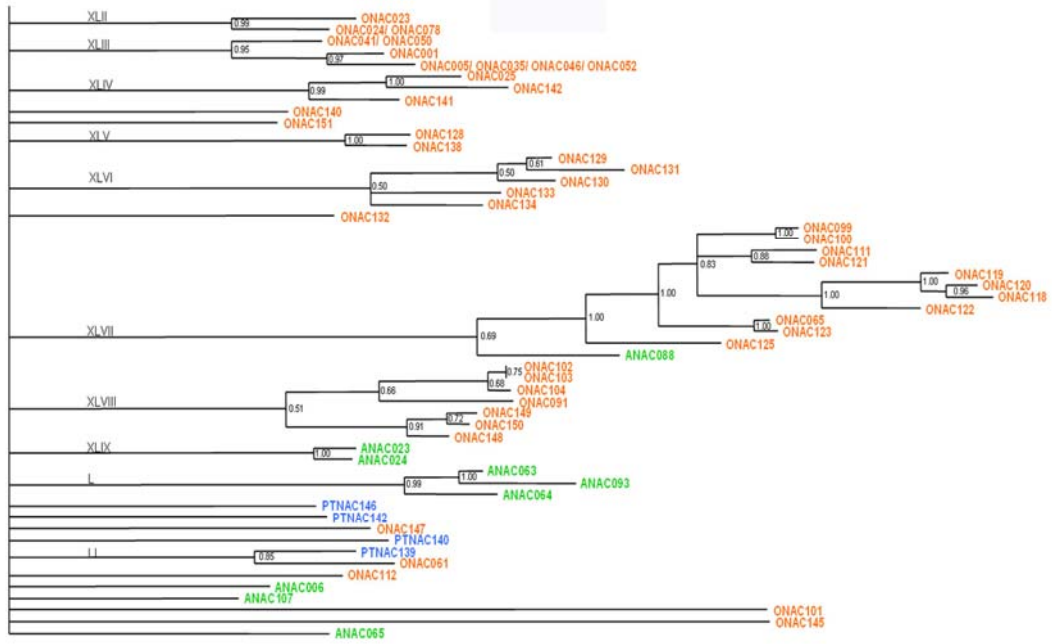 XLII
0.99
ONAC023
ONAC024/ ONAC078
XLIII
0.95
ONAC041/ ONAC050
0.97
ONAC001
ONAC005/ ONAC035/ ONAC046/ ONAC052
XLIV
0.99
1.00
ONAC025
ONAC142
ONAC141
ONAC140
ONAC151
XLV
1.00
ONAC128
ONAC138
XLVI
0.50
0.50
0.61
ONAC129
ONAC131
ONAC130
ONAC133
ONAC134
ONAC132
XLVII
0.69
1.00
1.00
0.83
1.00
ONAC099
ONAC100
0.88
ONAC111
ONAC121
1.00
1.00
ONAC119
0.96
ONAC120
ONAC118
ONAC122
1.00
ONAC065
ONAC123
ONAC125
ANAC088
XLVIII
0.51
0.66
0.68
0.75
ONAC102
ONAC103
ONAC104
ONAC091
0.91
0.72
ONAC149
ONAC150
ONAC148
XLIX
1.00
ANAC023
ANAC024
L
0.99
1.00
ANAC063
ANAC093
ANAC064
PTNAC146
PTNAC142
ONAC147
PTNAC140
LI
0.85
PTNAC139
ONAC061
ONAC112
ANAC006
ANAC107
ONAC101
ONAC145
ANAC065